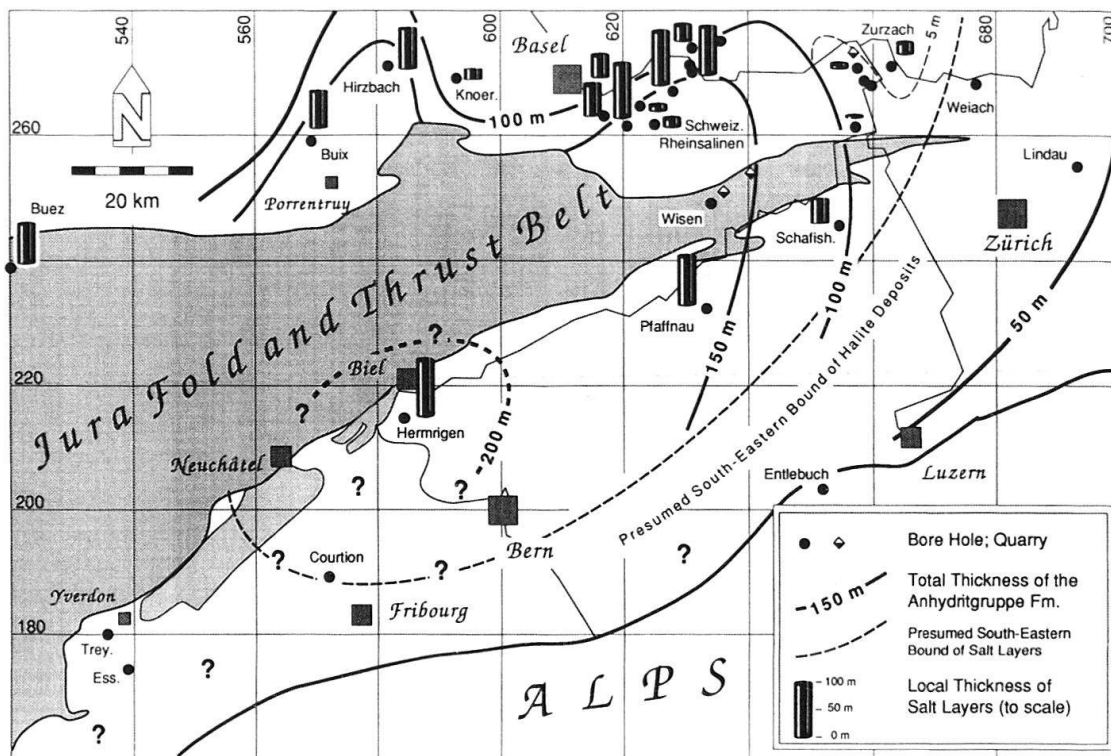 540
600
620
680
700
260
220
200
180
N
20 km
Basel
Zurzach
5 m
Hirzbach
Knoer.
Weiach
100 m
Schweiz.
Rheinsalinen
Buix
Porrentruy
Lindau
Buez
Wisen
Schafish.
Zürich
Jura Fold and Thrust Belt
Pfaffnau
100 m
150 m
50 m
?
Biel
?
Hermrigen
200 m
Presumed South-Eastern Bound of Halite Deposits
Neuchâtel
?
?
Entlebuch
Luzern
Bern
Courtion
?
?
?
Fribourg
Yverdon
Trey.
Ess.
?
?
ALPS
Bore Hole; Quarry
150 m
Total Thickness of the
Anhydritgruppe Fm.
Presumed South-Eastern
Bound of Salt Layers
100 m
50 m
0 m
Local Thickness of
Salt Layers (to scale)